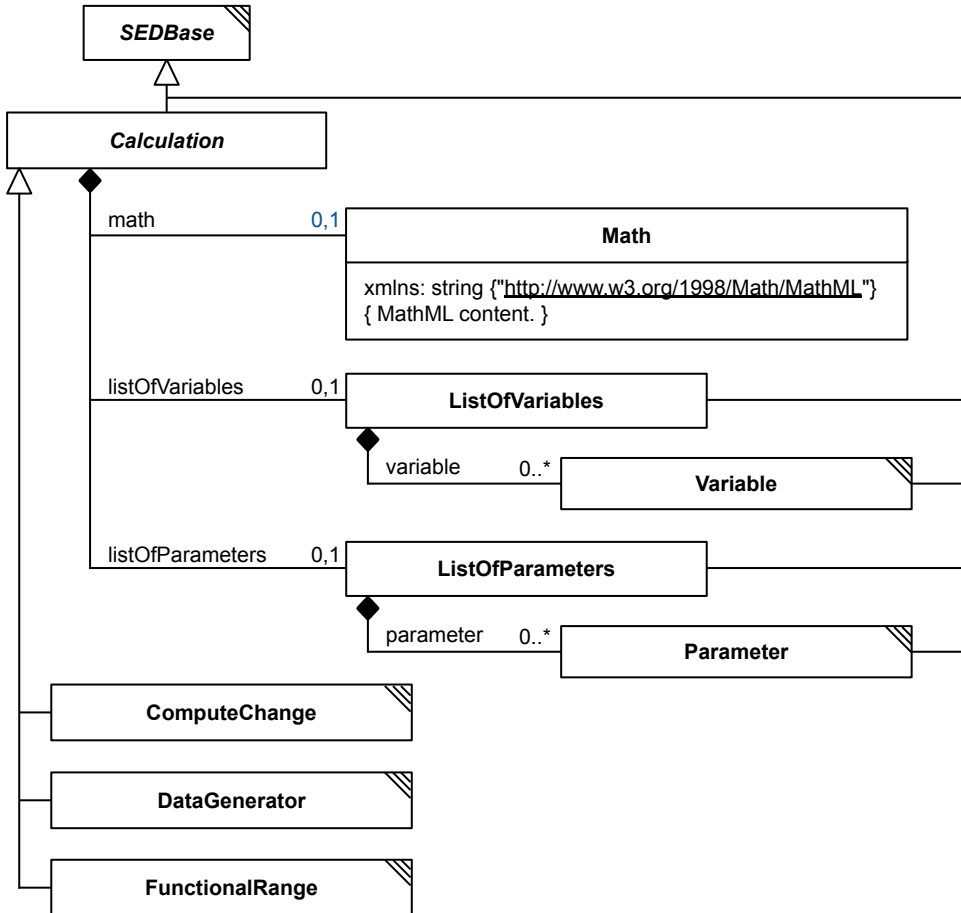 SEDBase
Calculation
math 0,1
Math
xmlns: string {"http://www.w3.org/1998/Math/MathML"}
{ MathML content. }
listOfVariables 0,1
ListOfVariables
variable 0..*
Variable
listOfParameters 0,1
ListOfParameters
parameter 0..*
Parameter
ComputeChange
DataGenerator
FunctionalRange